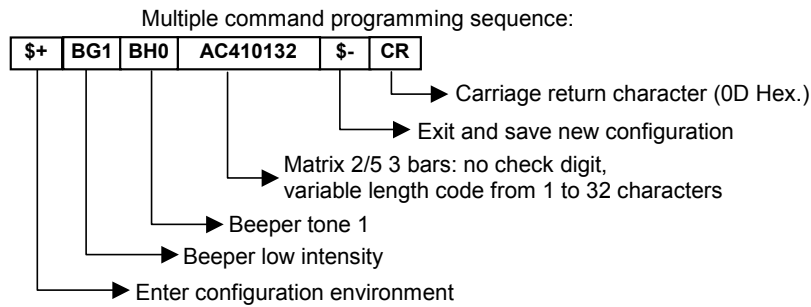 Multiple command programming sequence:
$+ BG1 BH0 AC410132 $- CR
Carriage return character (0D Hex.)
Exit and save new configuration
Matrix 2/5 3 bars: no check digit,
variable length code from 1 to 32 characters
Beeper tone 1
Beeper low intensity
Enter configuration environment